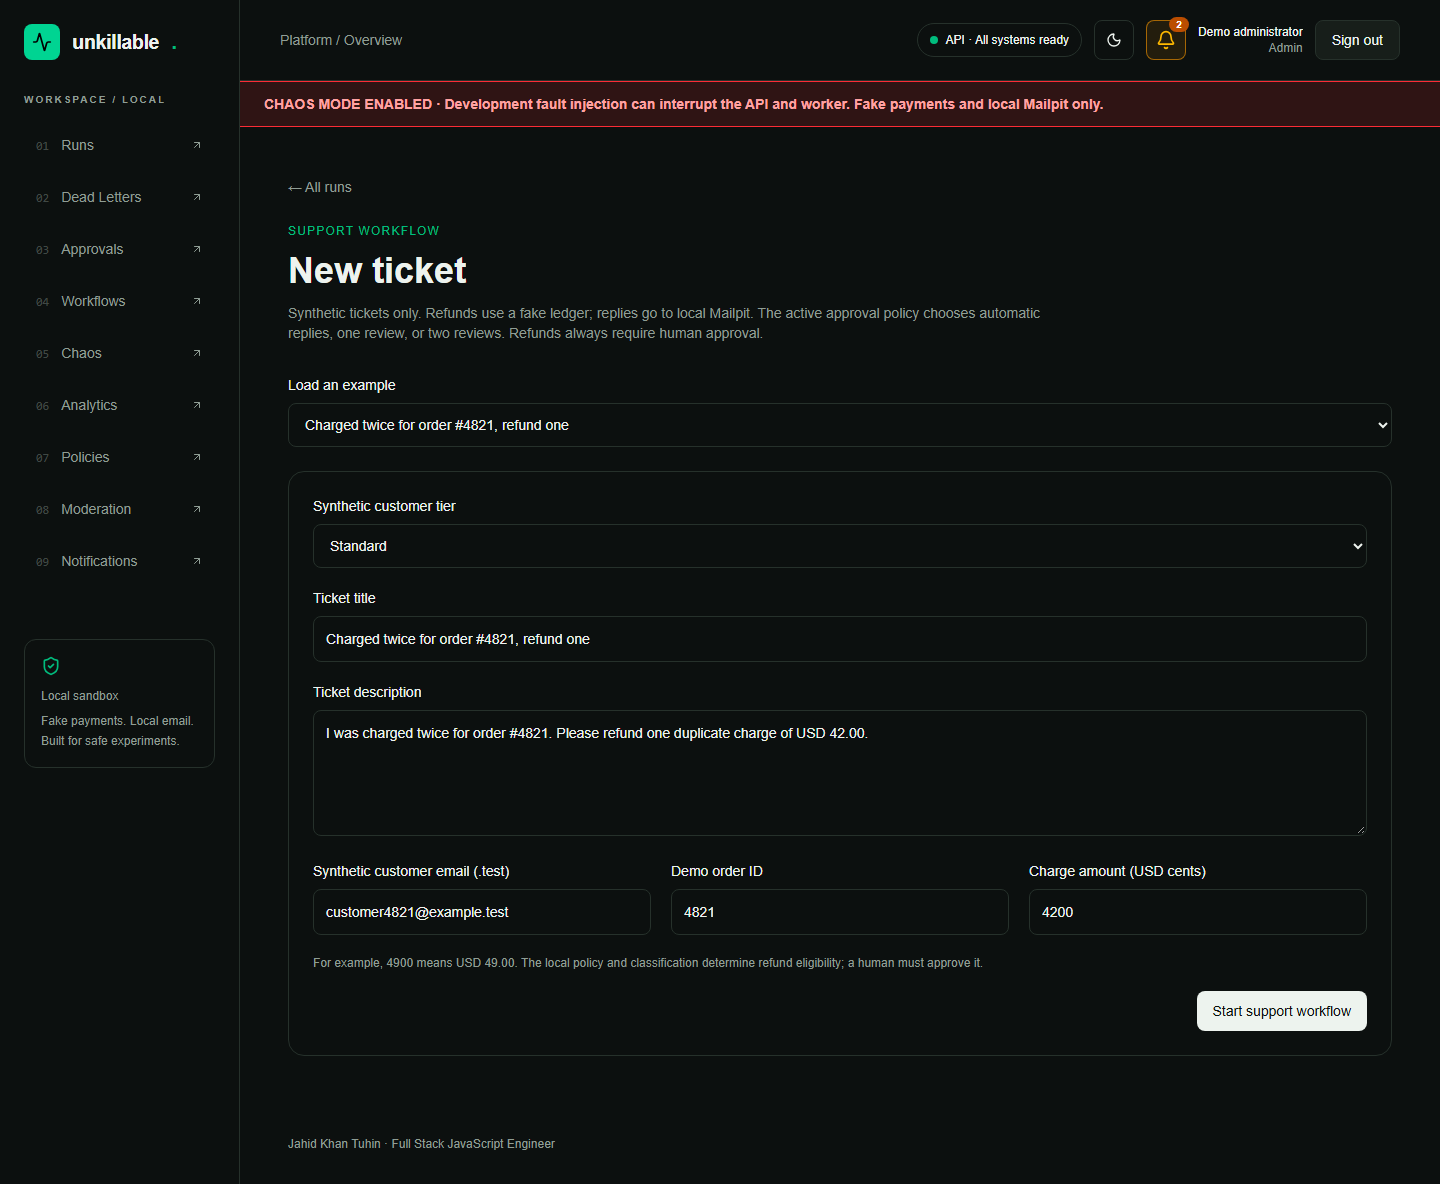 unkillable .
WORKSPACE / LOCAL
01 Runs
02 Dead Letters
03 Approvals
04 Workflows
05 Chaos
06 Analytics
07 Policies
08 Moderation
09 Notifications
Local sandbox
Fake payments. Local email.
Built for safe experiments.
Platform / Overview
API · All systems ready
2
Demo administrator
Admin
Sign out
CHAOS MODE ENABLED · Development fault injection can interrupt the API and worker. Fake payments and local Mailpit only.
← All runs
SUPPORT WORKFLOW
New ticket
Synthetic tickets only. Refunds use a fake ledger; replies go to local Mailpit. The active approval policy chooses automatic
replies, one review, or two reviews. Refunds always require human approval.
Load an example
Charged twice for order #4821, refund one
Synthetic customer tier
Standard
Ticket title
Charged twice for order #4821, refund one
Ticket description
I was charged twice for order #4821. Please refund one duplicate charge of USD 42.00.
Synthetic customer email (.test)
customer4821@example.test
Demo order ID
4821
Charge amount (USD cents)
4200
For example, 4900 means USD 49.00. The local policy and classification determine refund eligibility; a human must approve it.
Start support workflow
Jahid Khan Tuhin · Full Stack JavaScript Engineer